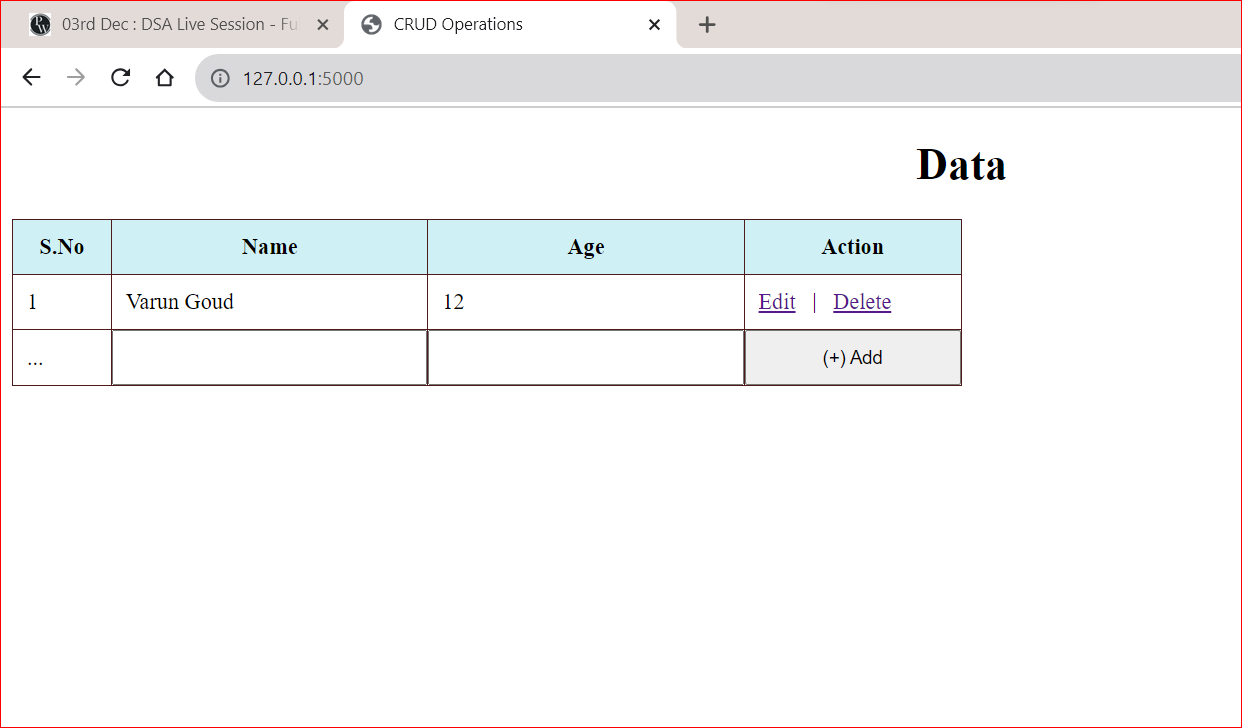 03rd Dec : DSA Live Session - Fu
CRUD Operations
127.0.0.1:5000
Data
S.No Name Age Action
1 Varun Goud 12 Edit | Delete
... (+) Add